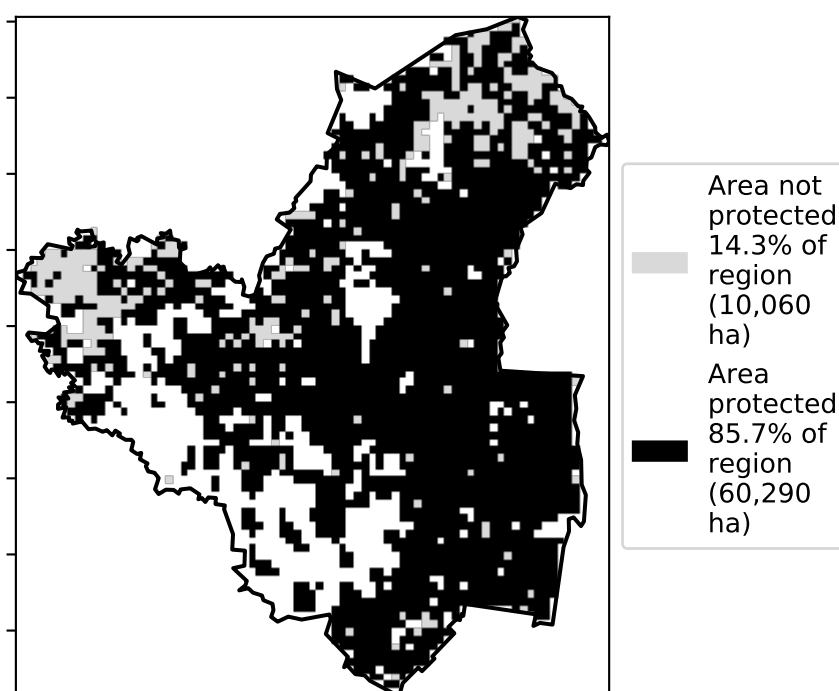 Area not
protected
14.3% of
region
(10,060
ha)
Area
protected
85.7% of
region
(60,290
ha)